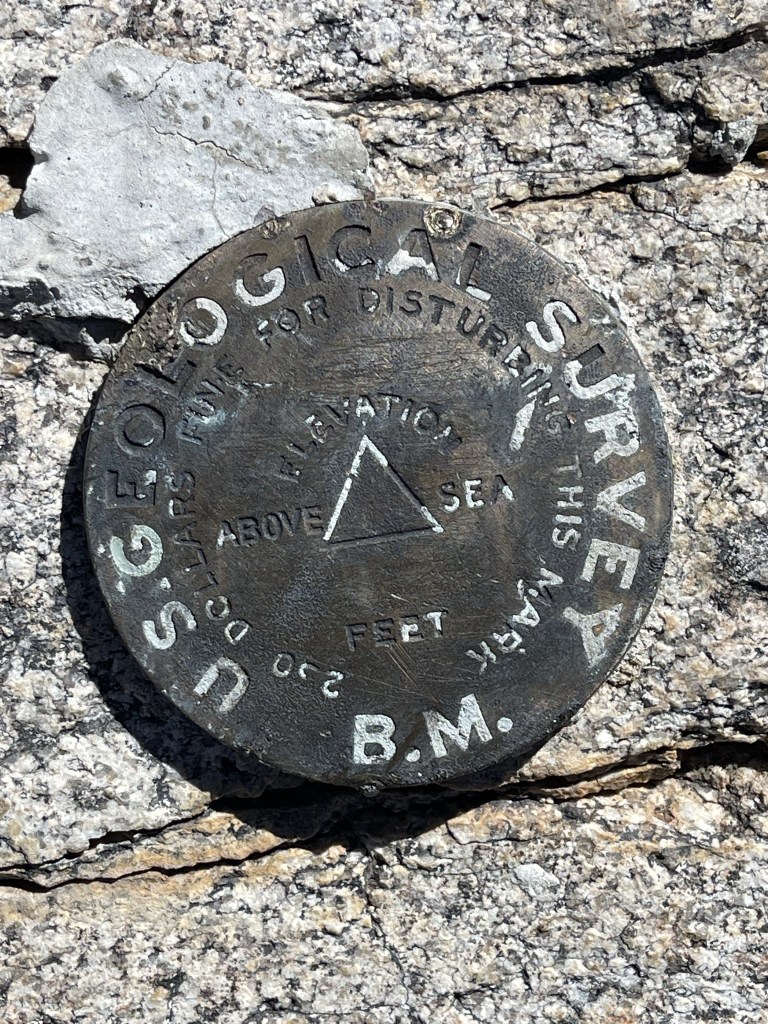 U.S. GEOLOGICAL SURVEY
B.M.
250 DOLLARS FINE FOR DISTURBING THIS MARK
ELEVATION
ABOVE SEA
FEET